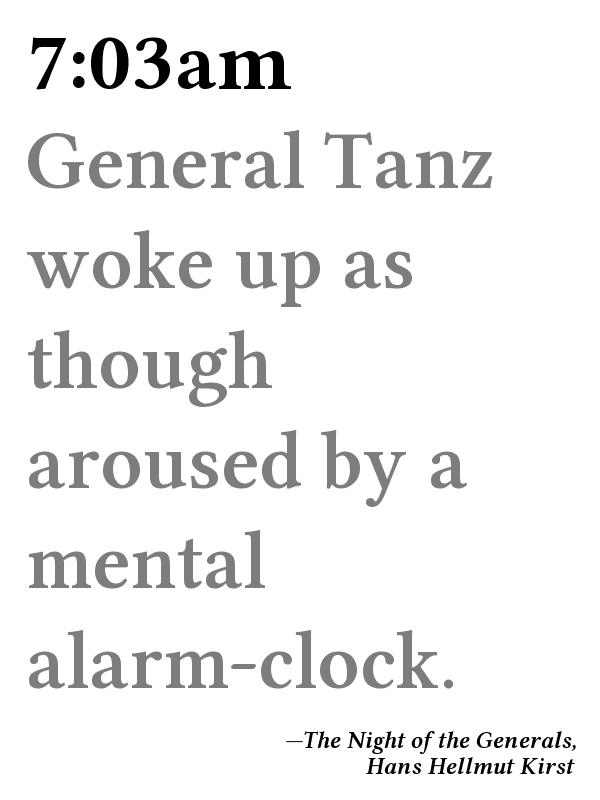 7:03am
General Tanz
woke up as
though
aroused by a
mental
alarm-clock.
—The Night of the Generals,
Hans Hellmut Kirst